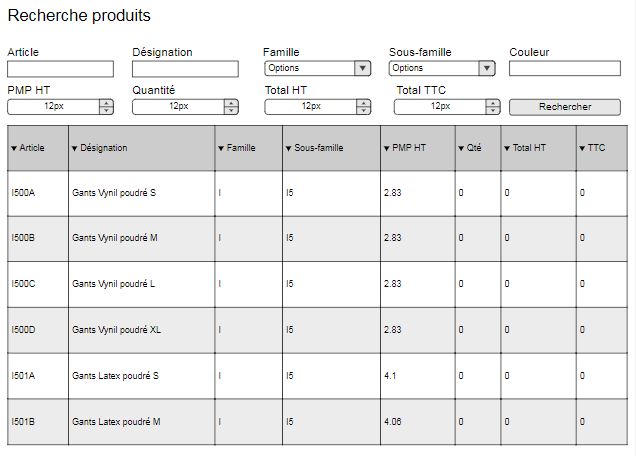 Recherche produits
Article Désignation Famille Sous-famille Couleur
Options Options
PMP HT Quantité Total HT Total TTC
12px 12px 12px 12px Rechercher
▼ Article ▼ Désignation ▼ Famille ▼ Sous-famille ▼ PMP HT ▼ Qté ▼ Total HT ▼ TTC
I500A Gants Vynil poudré S I I5 2.83 0 0 0
I500B Gants Vynil poudré M I I5 2.83 0 0 0
I500C Gants Vynil poudré L I I5 2.83 0 0 0
I500D Gants Vynil poudré XL I I5 2.83 0 0 0
I501A Gants Latex poudré S I I5 4.1 0 0 0
I501B Gants Latex poudré M I I5 4.06 0 0 0